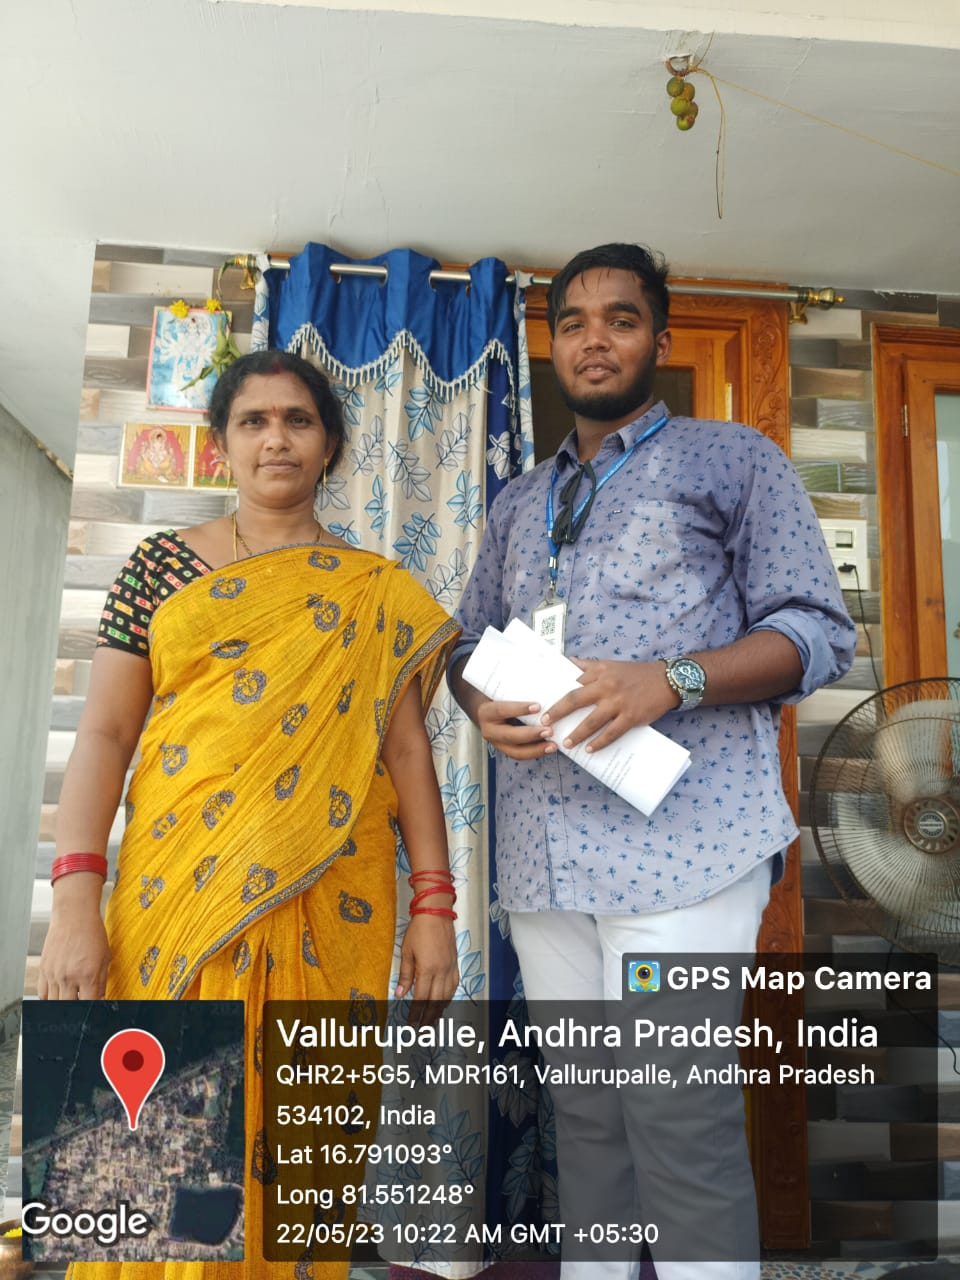 GPS Map Camera
Vallurupalle, Andhra Pradesh, India
QHR2+5G5, MDR161, Vallurupalle, Andhra Pradesh
534102, India
Lat 16.791093°
Long 81.551248°
22/05/23 10:22 AM GMT +05:30
Google